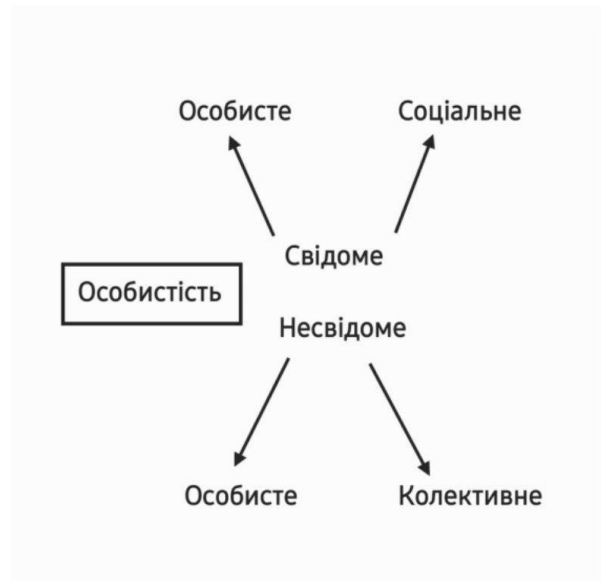 Особисте
Соціальне
Свідоме
Особистість
Несвідоме
Особисте
Колективне